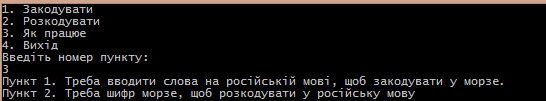 1. Закодувати
2. Розкодувати
3. Як працює
4. Вихід
Введіть номер пункту:
3
Пункт 1. Треба вводити слова на російській мові, щоб закодувати у морзе.
Пункт 2. Треба шифр морзе, щоб розкодувати у російську мову